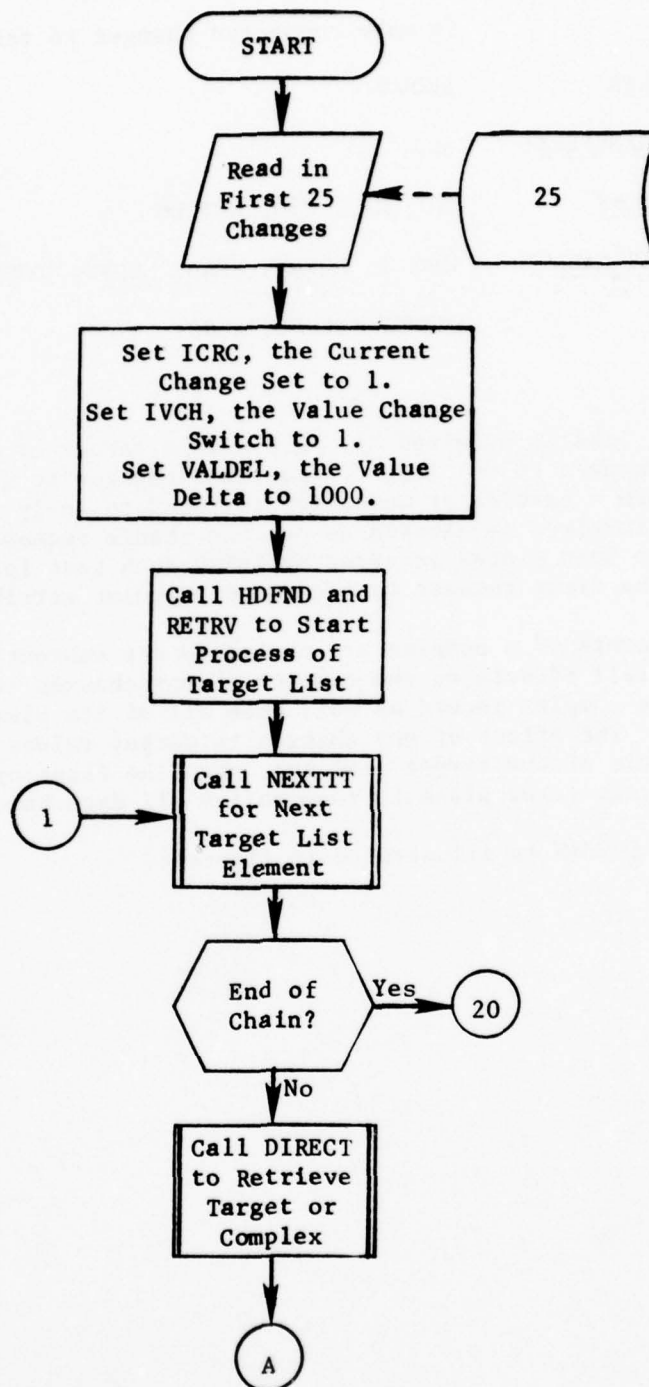 START
Read in
First 25
Changes
25
Set ICRC, the Current
Change Set to 1.
Set IVCH, the Value Change
Switch to 1.
Set VALDEL, the Value
Delta to 1000.
Call HDFND and
RETRV to Start
Process of
Target List
1
Call NEXTTT
for Next
Target List
Element
End of
Chain?
Yes
20
No
Call DIRECT
to Retrieve
Target or
Complex
A